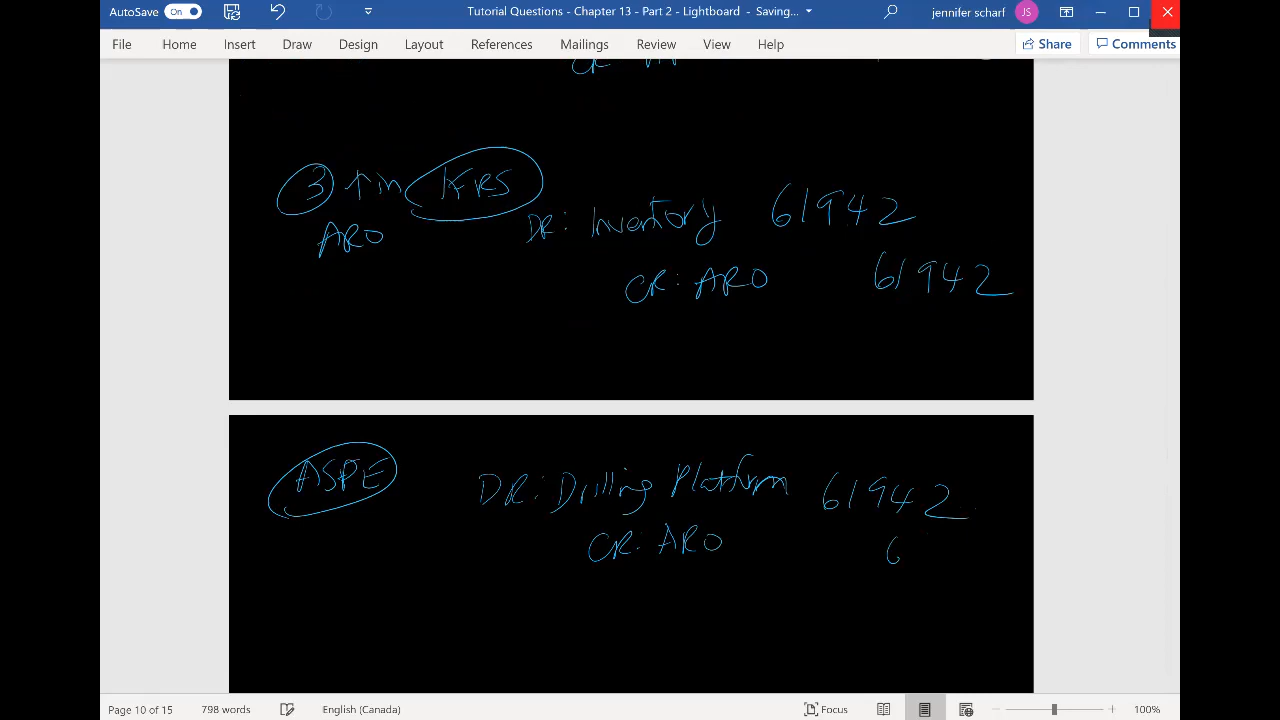 AutoSave On Tutorial Questions - Chapter 13 - Part 2 - Lightboard - Saving... jennifer scharf JS
File Home Insert Draw Design Layout References Mailings Review View Help Share Comments
3 ↑ in IFRS
ARO
DR: Inventory 61942
CR: ARO 61942
ASPE DR: Drilling Platform 61942
CR: ARO 6
Page 10 of 15 798 words English (Canada) Focus 100%